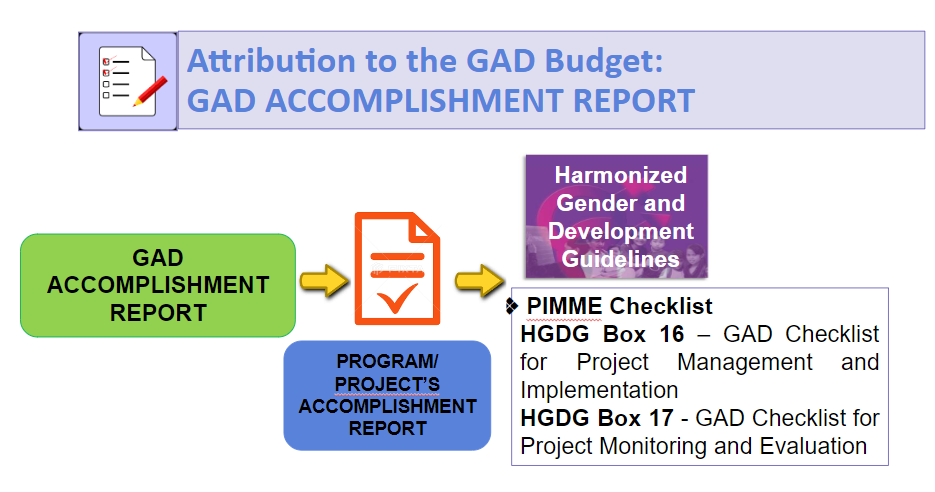 Attribution to the GAD Budget:
GAD ACCOMPLISHMENT REPORT
Harmonized
Gender and
Development
Guidelines
GAD
ACCOMPLISHMENT
REPORT
PROGRAM/
PROJECT'S
ACCOMPLISHMENT
REPORT
❖ PIMME Checklist
HGDG Box 16 – GAD Checklist
for Project Management and
Implementation
HGDG Box 17 - GAD Checklist for
Project Monitoring and Evaluation